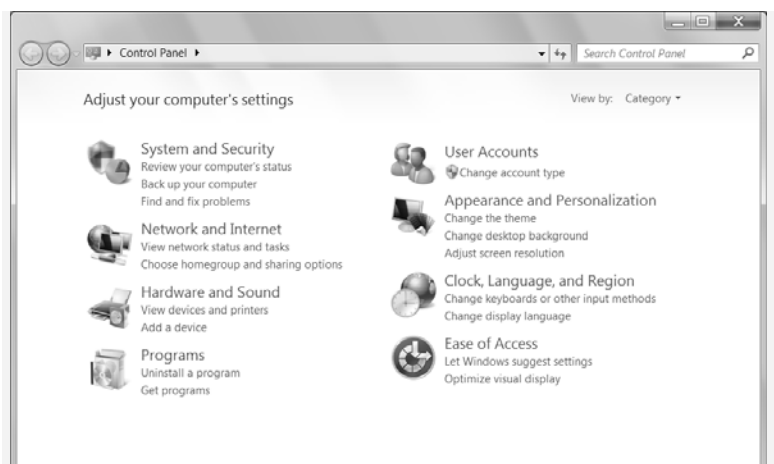 Control Panel
Search Control Panel
Adjust your computer's settings
View by: Category
System and Security
Review your computer's status
Back up your computer
Find and fix problems
Network and Internet
View network status and tasks
Choose homegroup and sharing options
Hardware and Sound
View devices and printers
Add a device
Programs
Uninstall a program
Get programs
User Accounts
Change account type
Appearance and Personalization
Change the theme
Change desktop background
Adjust screen resolution
Clock, Language, and Region
Change keyboards or other input methods
Change display language
Ease of Access
Let Windows suggest settings
Optimize visual display